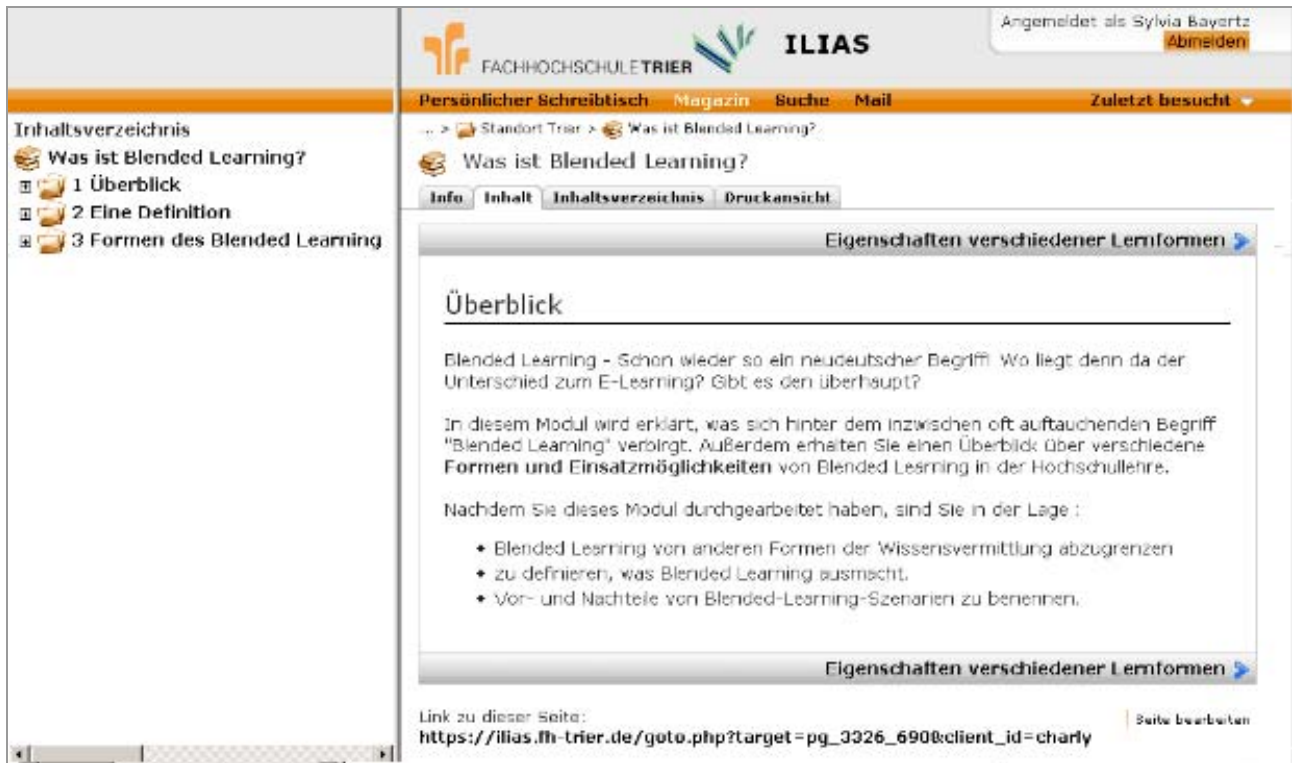 Angemeldet als Sylvia Bayertz
Abmelden
FACHHOCHSCHULE TRIER
ILIAS
Persönlicher Schreibtisch Magazin Suche Mail Zuletzt besucht
Inhaltsverzeichnis
Was ist Blended Learning?
1 Überblick
2 Eine Definition
3 Formen des Blended Learning
... > Standort Trier > Was ist Blended Learning?
Was ist Blended Learning?
Info Inhalt Inhaltsverzeichnis Druckansicht
Eigenschaften verschiedener Lernformen
Überblick
Blended Learning - Schon wieder so ein neudeutscher Begriff! Wo liegt denn da der
Unterschied zum E-Learning? Gibt es den überhaupt?
In diesem Modul wird erklärt, was sich hinter dem inzwischen oft auftauchenden Begriff
"Blended Learning" verbirgt. Außerdem erhalten Sie einen Überblick über verschiedene
Formen und Einsatzmöglichkeiten von Blended Learning in der Hochschullehre.
Nachdem Sie dieses Modul durchgearbeitet haben, sind Sie in der Lage :
• Blended Learning von anderen Formen der Wissensvermittlung abzugrenzen
• zu definieren, was Blended Learning ausmacht.
• Vor- und Nachteile von Blended-Learning-Szenarien zu benennen.
Eigenschaften verschiedener Lernformen
Link zu dieser Seite:
Seite bearbeiten
https://ilias.fh-trier.de/goto.php?target=pg_3326_690&client_id=charly